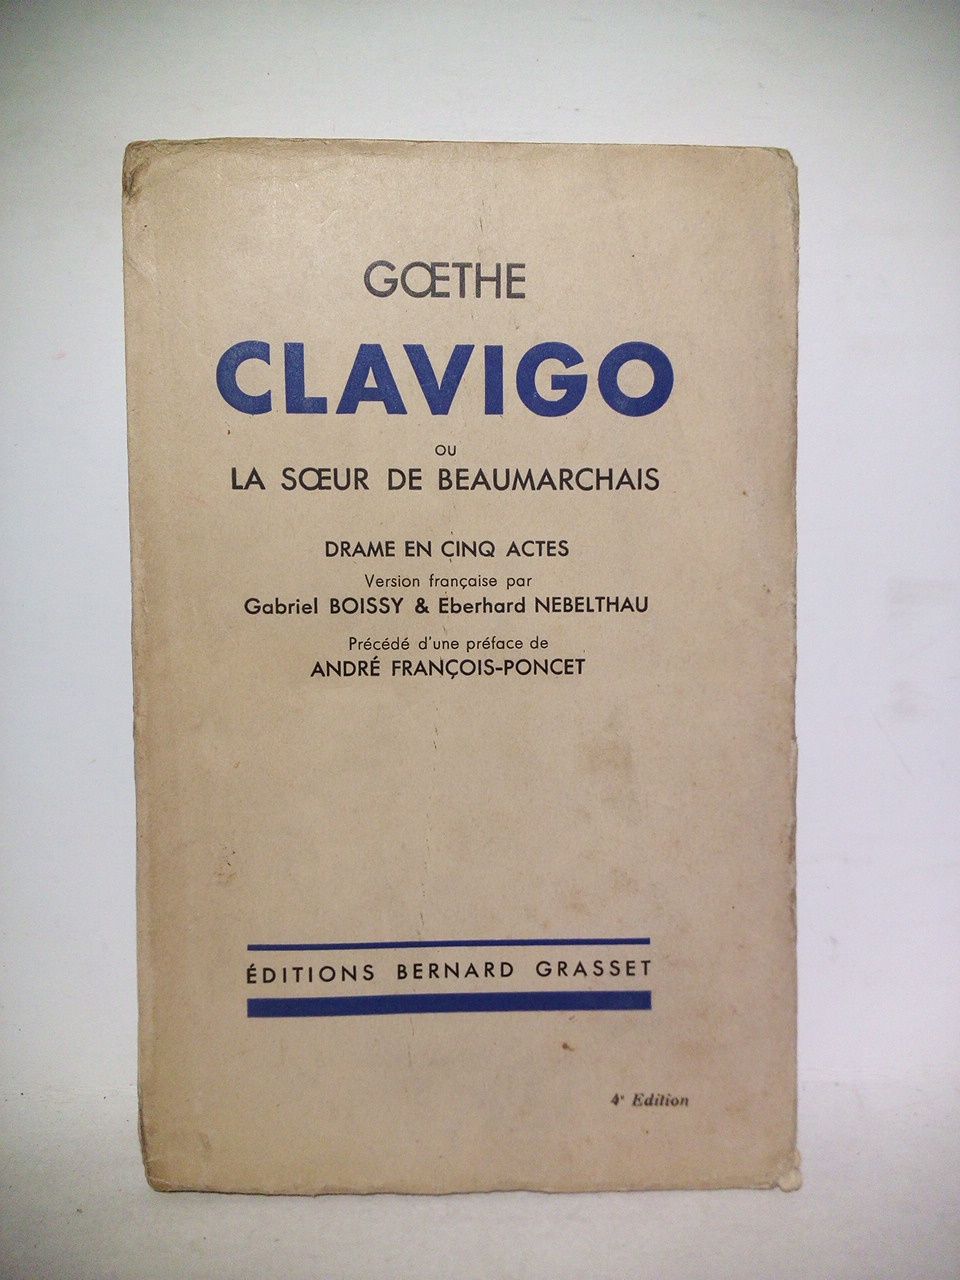 GŒTHE
CLAVIGO
OU
LA SŒUR DE BEAUMARCHAIS
DRAME EN CINQ ACTES
Version française par
Gabriel BOISSY & Eberhard NEBELTHAU
Précédé d'une préface de
ANDRÉ FRANÇOIS-PONCET
ÉDITIONS BERNARD GRASSET
4e Edition